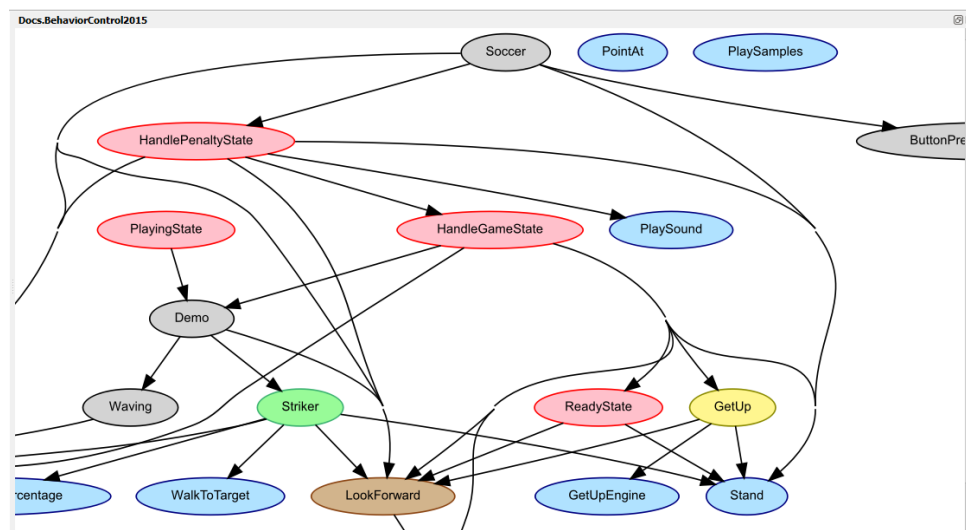 Docs.BehaviorControl2015
Soccer
PointAt
PlaySamples
HandlePenaltyState
ButtonPre
PlayingState
HandleGameState
PlaySound
Demo
Waving
Striker
ReadyState
GetUp
rcentage
WalkToTarget
LookForward
GetUpEngine
Stand